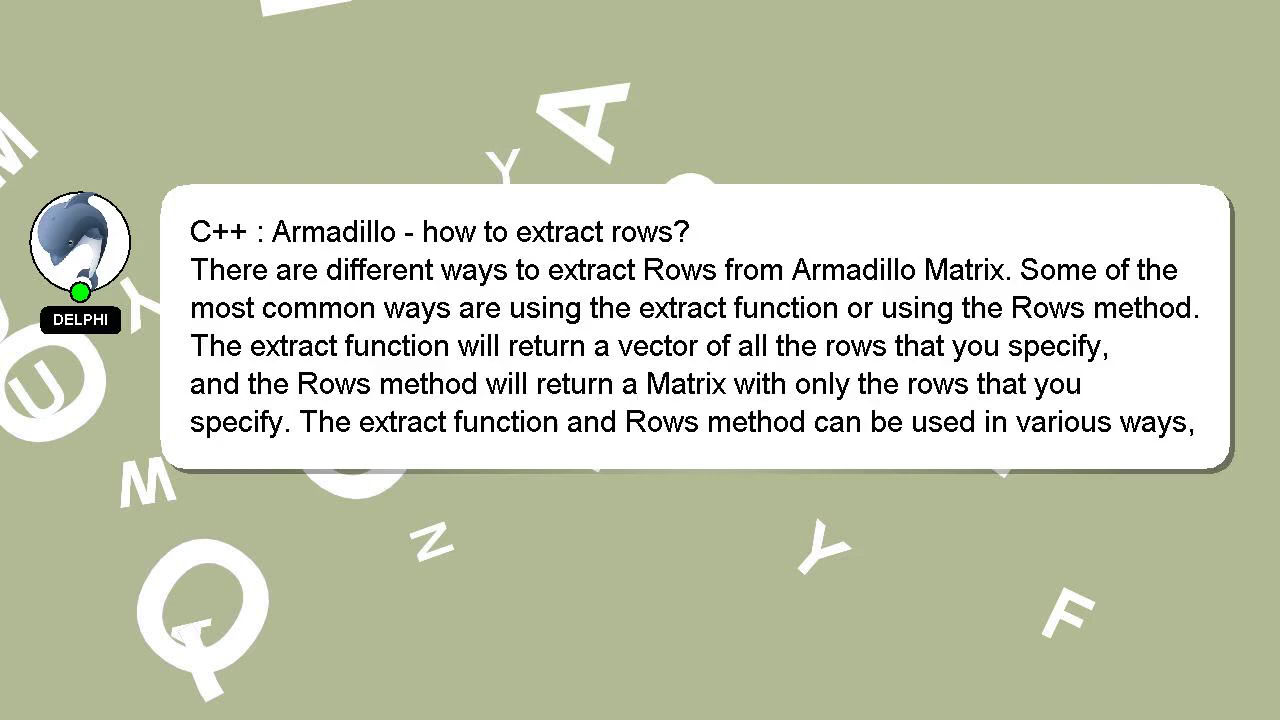 C++ : Armadillo - how to extract rows?
There are different ways to extract Rows from Armadillo Matrix. Some of the
most common ways are using the extract function or using the Rows method.
The extract function will return a vector of all the rows that you specify,
and the Rows method will return a Matrix with only the rows that you
specify. The extract function and Rows method can be used in various ways,
DELPHI
A
Y
M
Y
O
U
W
Q
T
N
Y
F